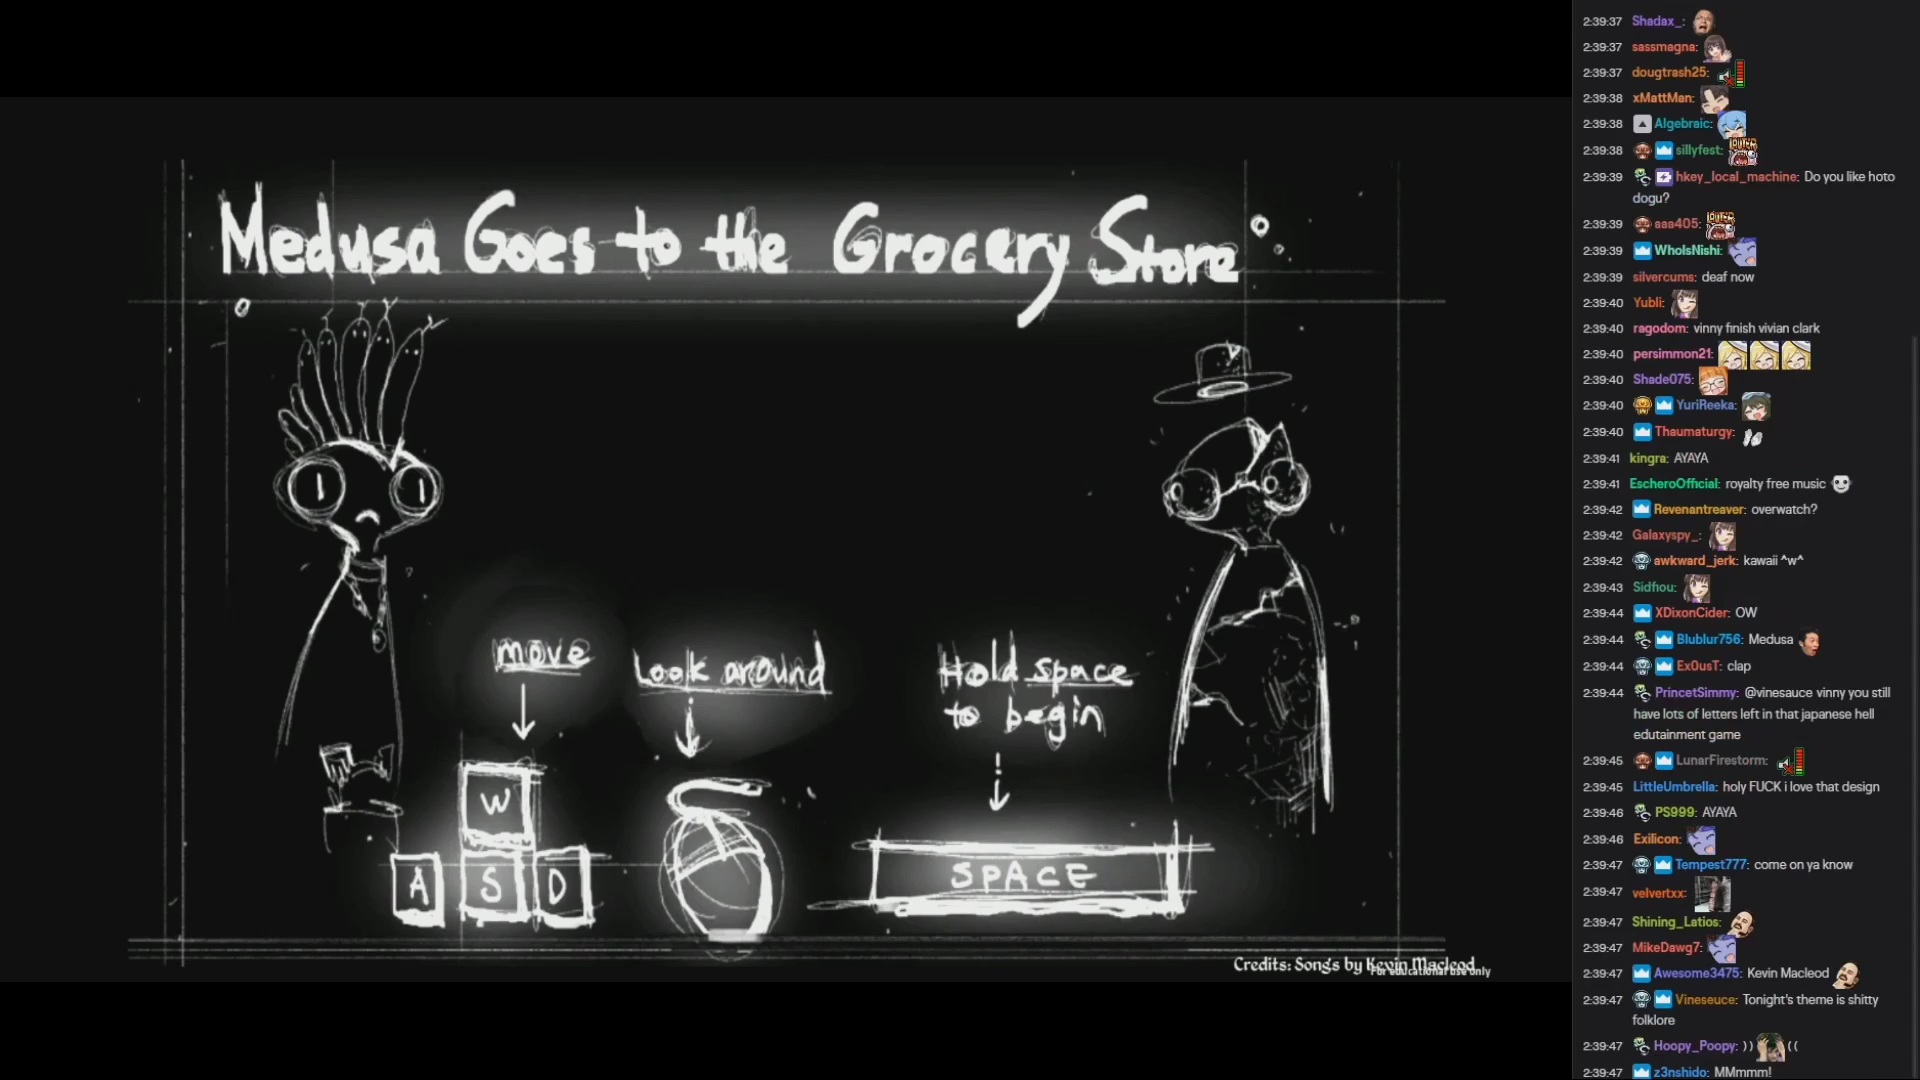 Medusa Goes to the Grocery Store
move
Look around
Hold space
to begin
W
A S D
SPACE
Credits: Songs by Kevin Macleod
For educational use only
2:39:37 Shadax_:
2:39:37 sassmagna:
2:39:37 dougtrash25:
2:39:38 xMattMan:
2:39:38 Algebraic:
2:39:38 sillyfest:
2:39:39 hkey_local_machine: Do you like hoto
dogu?
2:39:39 aaa405:
2:39:39 WhoIsNishi:
2:39:39 silvercums: deaf now
2:39:40 Yubli:
2:39:40 ragodom: vinny finish vivian clark
2:39:40 persimmon21:
2:39:40 Shade075:
2:39:40 YuriReeka:
2:39:40 Thaumaturgy:
2:39:41 kingra: AYAYA
2:39:41 EscheroOfficial: royalty free music
2:39:42 Revenantreaver: overwatch?
2:39:42 Galaxyspy_:
2:39:42 awkward_jerk: kawaii ^w^
2:39:43 Sidfiou:
2:39:44 XDixonCider: OW
2:39:44 Blublur756: Medusa
2:39:44 Ex0usT: clap
2:39:44 PrincetSimmy: @vinesauce vinny you still
have lots of letters left in that japanese hell
edutainment game
2:39:45 LunarFirestorm:
2:39:45 LittleUmbrella: holy FUCK i love that design
2:39:46 PS999: AYAYA
2:39:46 Exilicon:
2:39:47 Tempest777: come on ya know
2:39:47 velvertxx:
2:39:47 Shining_Latios:
2:39:47 MikeDawg7:
2:39:47 Awesome3475: Kevin Macleod
2:39:47 Vineseuce: Tonight's theme is shitty
folklore
2:39:47 Hoopy_Poopy: )) ((
2:39:47 z3nshido: MMmmm!